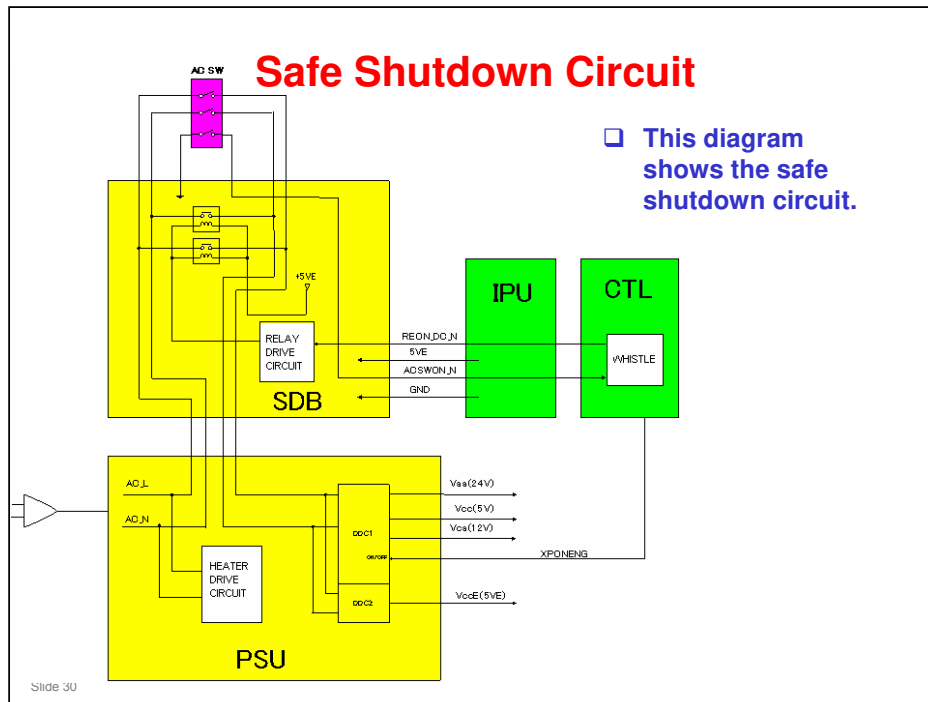 Safe Shutdown Circuit
AC SW
❑ This diagram
shows the safe
shutdown circuit.
+5VE
RELAY
DRIVE
CIRCUIT
SDB
IPU
CTL
WHISTLE
REON_DC_N
5VE
ACSWON_N
GND
AC_L
AC_N
HEATER
DRIVE
CIRCUIT
DDC1
ON/OFF
DDC2
Vaa(24V)
Vcc(5V)
Vca(12V)
XPONENG
VccE(5VE)
PSU
Slide 30